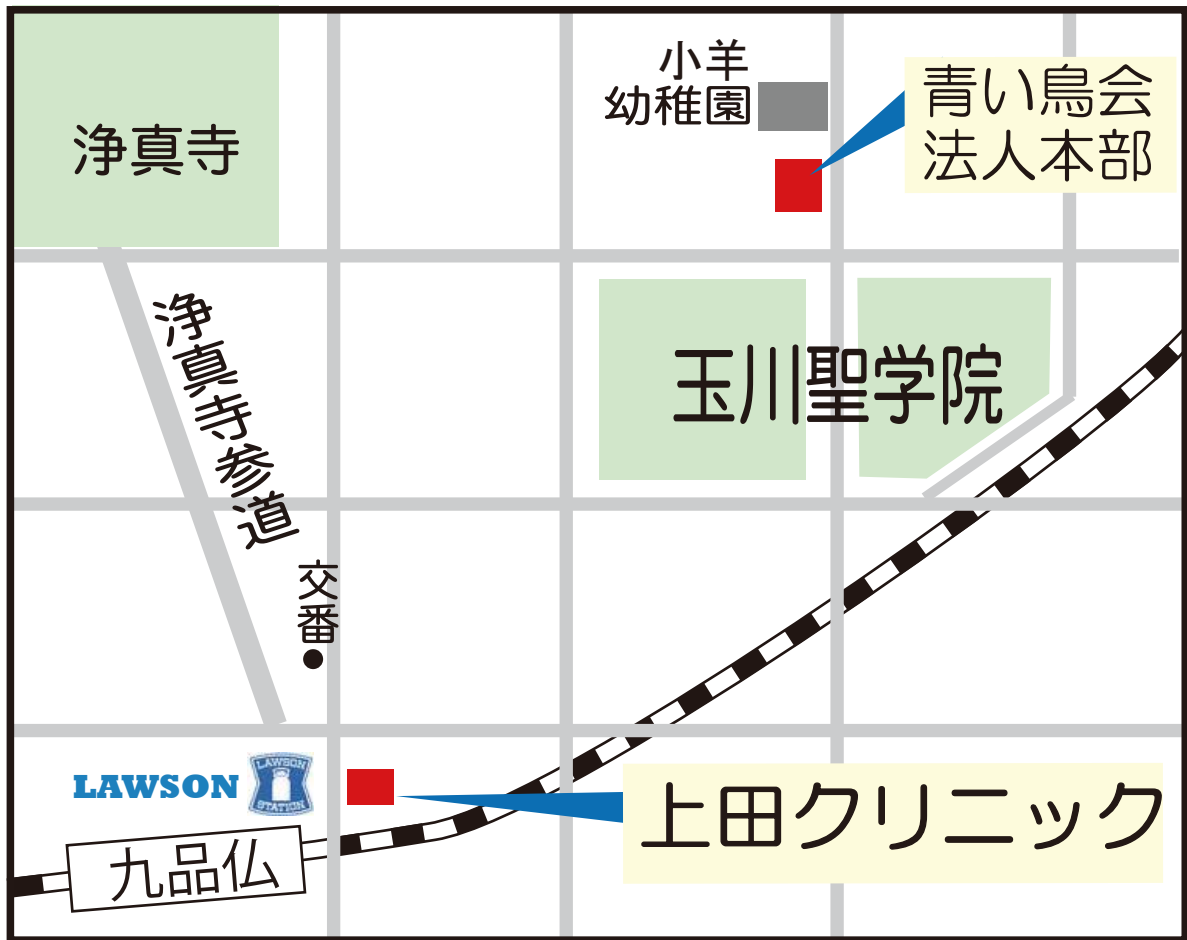 小羊
幼稚園
青い鳥会
法人本部
浄真寺
浄真寺参道
玉川聖学院
交番
LAWSON
LAWSON
STATION
上田クリニック
九品仏